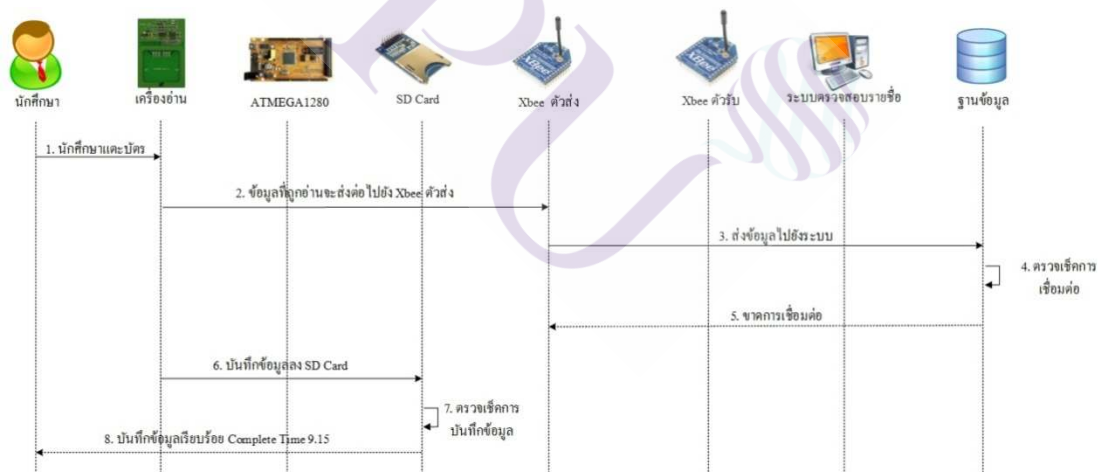 นักศึกษา
เครื่องอ่าน
ATMEGA1280
SD Card
Xbee ตัวส่ง
Xbee ตัวรับ
ระบบตรวจสอบรายชื่อ
ฐานข้อมูล
1. นักศึกษาแตะบัตร
2. ข้อมูลที่ถูกอ่านจะส่งต่อไปยัง Xbee ตัวส่ง
3. ส่งข้อมูลไปยังระบบ
4. ตรวจเช็คการ
เชื่อมต่อ
5. ขาดการเชื่อมต่อ
6. บันทึกข้อมูลลง SD Card
7. ตรวจเช็คการ
บันทึกข้อมูล
8. บันทึกข้อมูลเรียบร้อย Complete Time 9.15